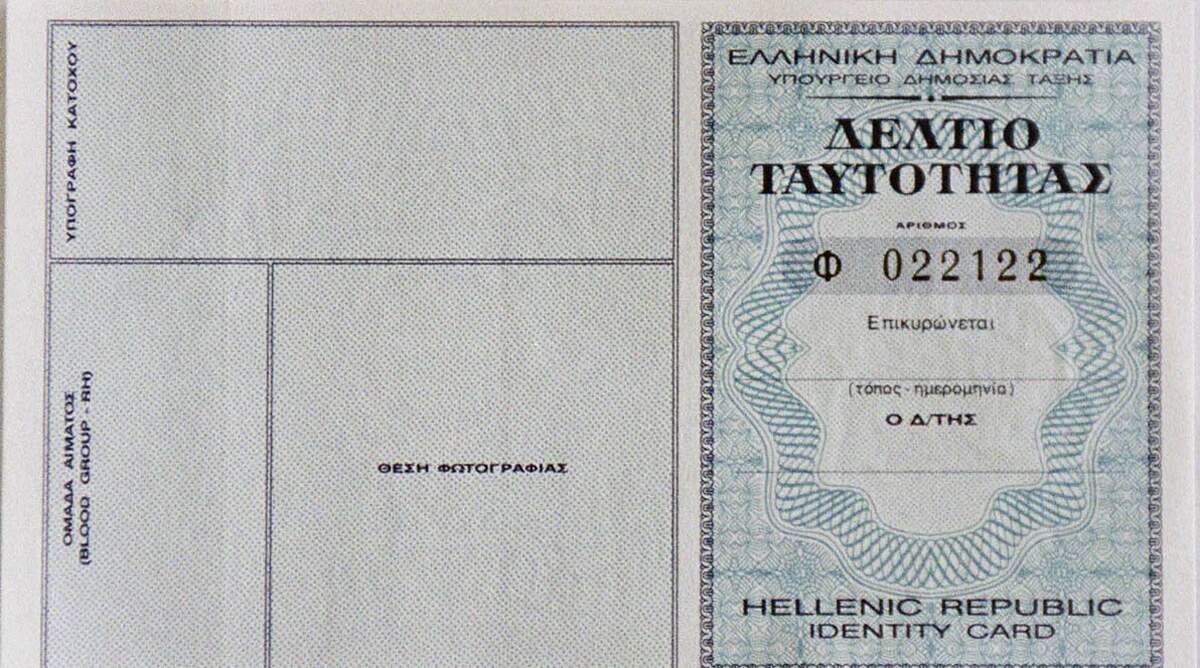 ΥΠΟΓΡΑΦΗ ΚΑΤΟΧΟΥ
ΟΜΑΔΑ ΑΙΜΑΤΟΣ
(BLOOD GROUP - RH)
ΘΕΣΗ ΦΩΤΟΓΡΑΦΙΑΣ
ΕΛΛΗΝΙΚΗ ΔΗΜΟΚΡΑΤΙΑ
ΥΠΟΥΡΓΕΙΟ ΔΗΜΟΣΙΑΣ ΤΑΞΗΣ
ΔΕΛΤΙΟ
ΤΑΥΤΟΤΗΤΑΣ
ΑΡΙΘΜΟΣ
Φ 022122
Επικυρώνεται
(τόπος - ημερομηνία)
Ο Δ/ΤΗΣ
HELLENIC REPUBLIC
IDENTITY CARD